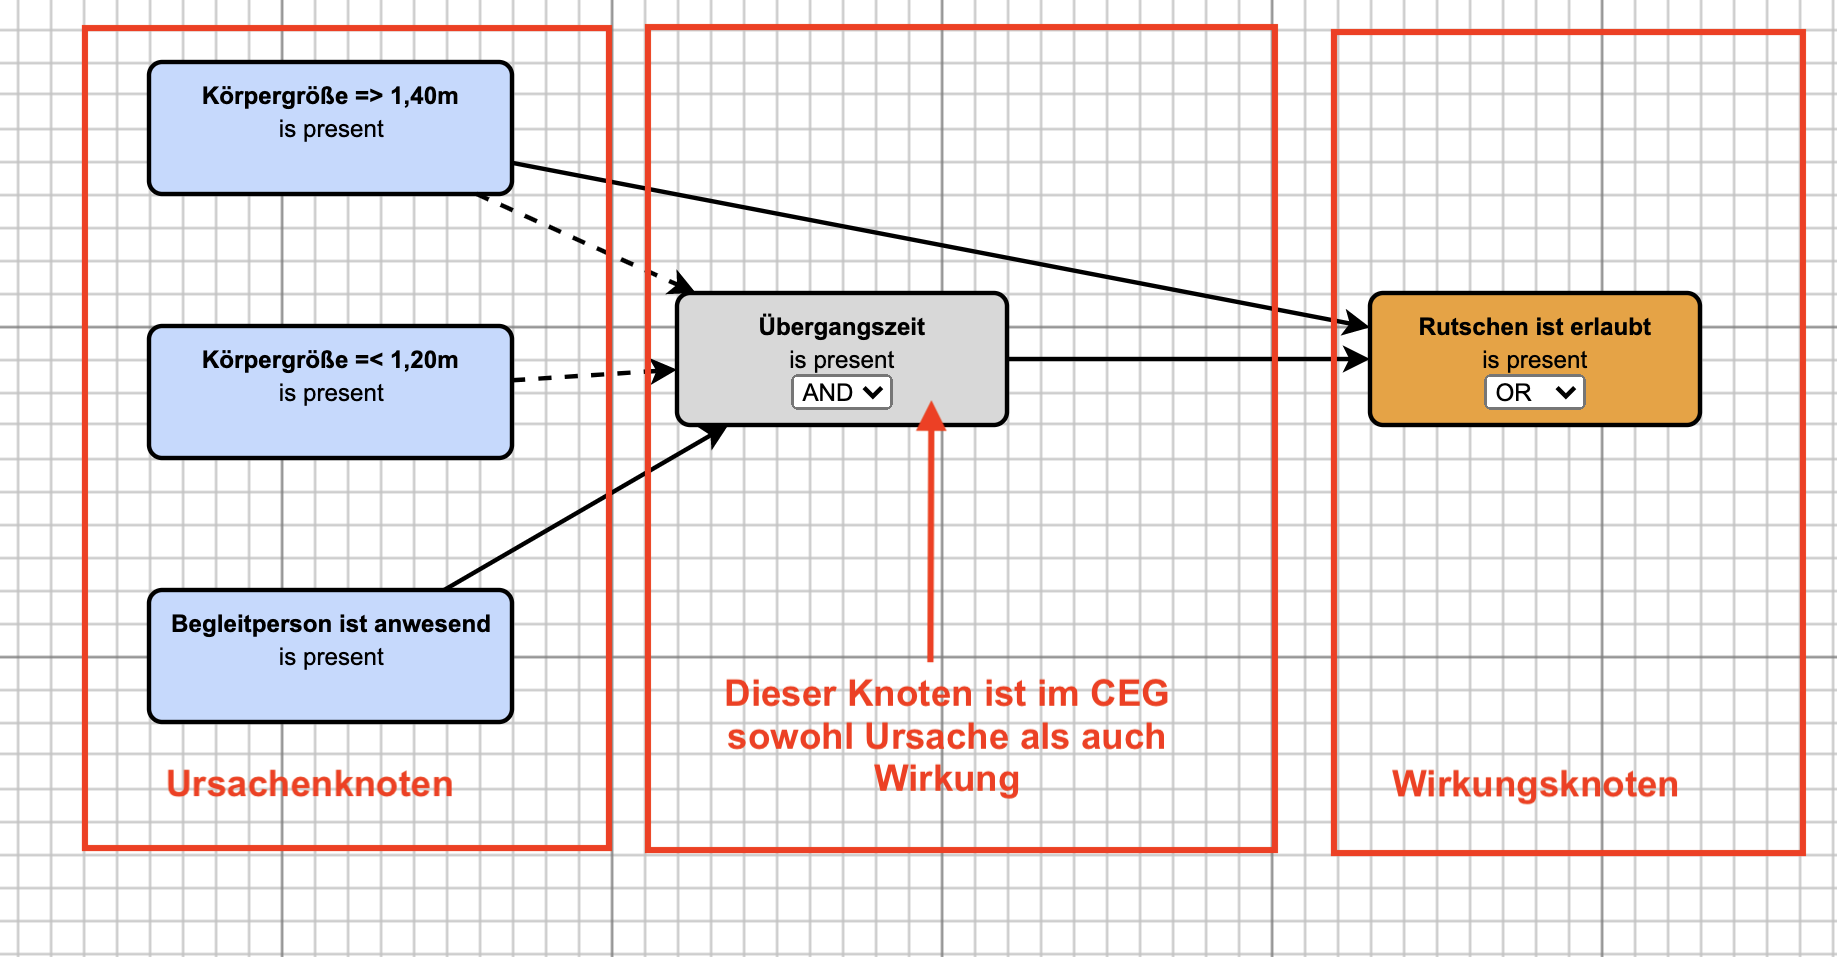 Körpergröße => 1,40m
is present
Körpergröße =< 1,20m
is present
Begleitperson ist anwesend
is present
Ursachenknoten
Übergangszeit
is present
AND
Dieser Knoten ist im CEG
sowohl Ursache als auch
Wirkung
Rutschen ist erlaubt
is present
OR
Wirkungsknoten